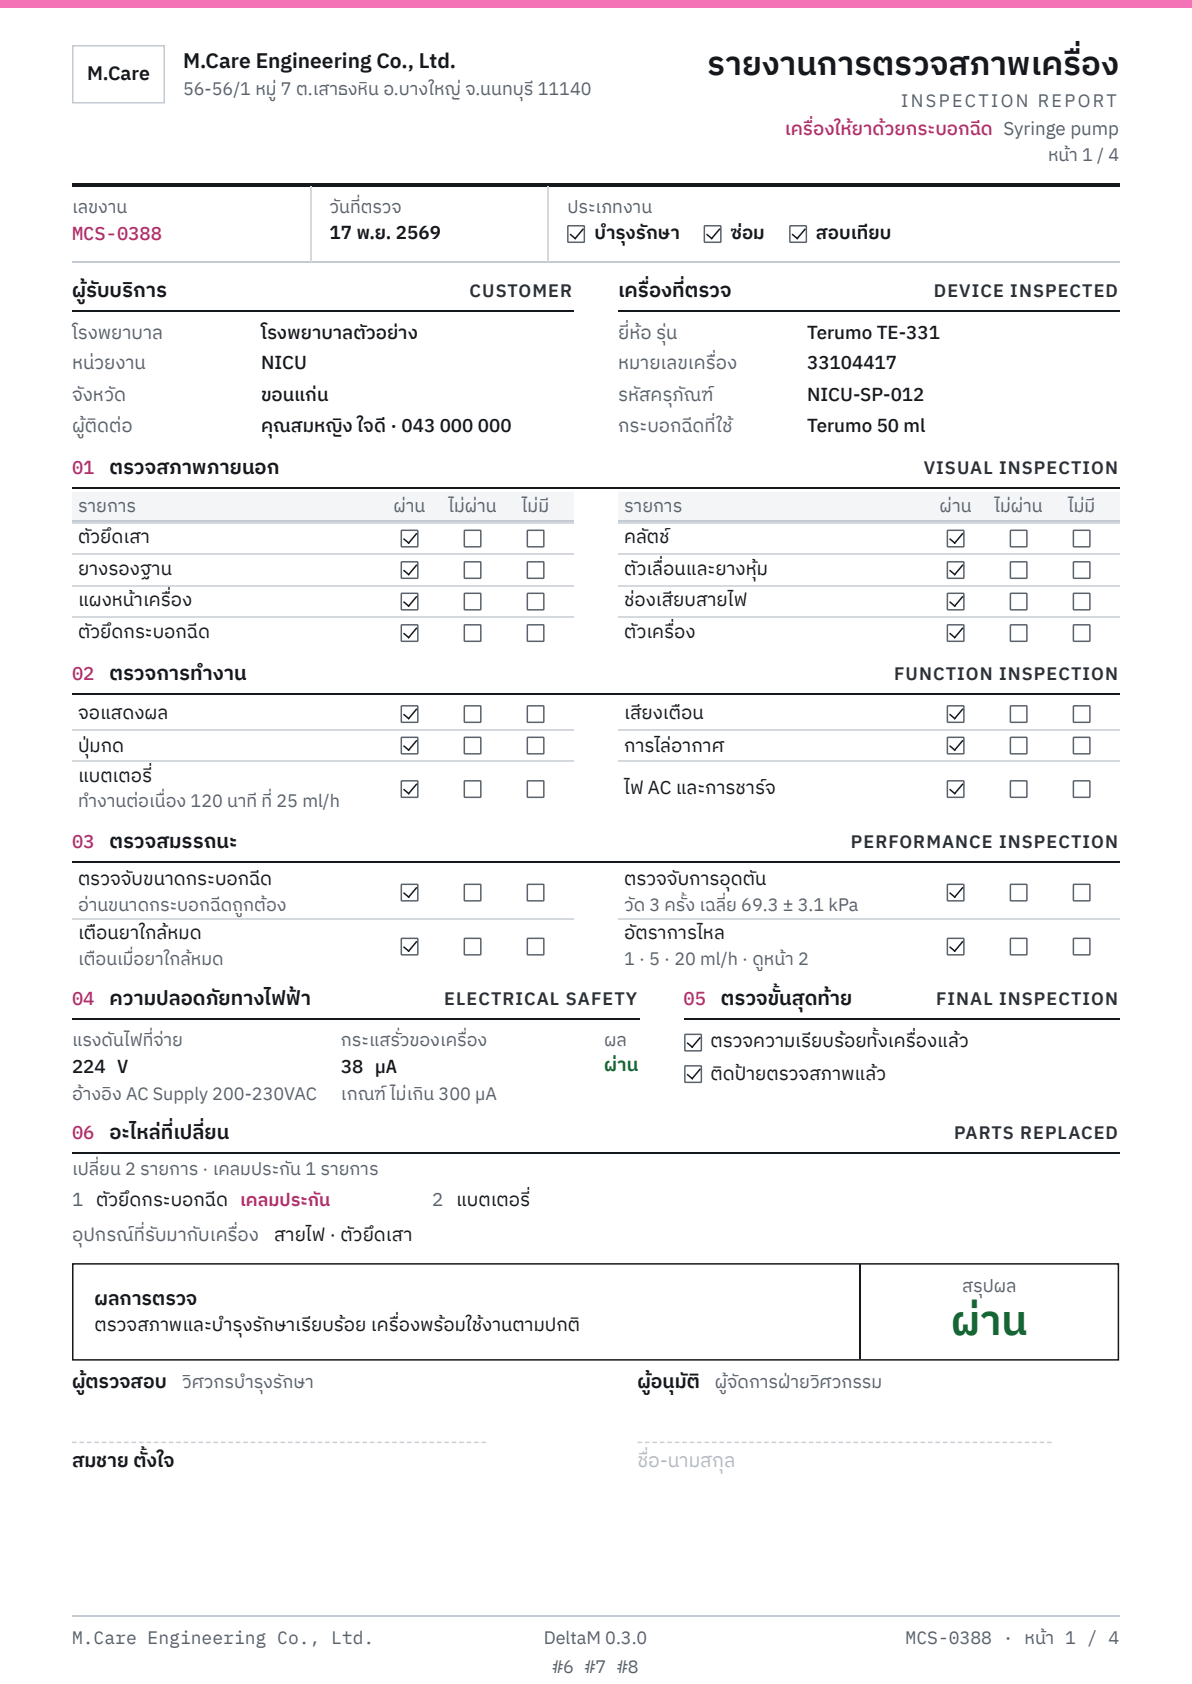 M.Care
M.Care Engineering Co., Ltd.
56-56/1 หมู่ 7 ต.เสาธงหิน อ.บางใหญ่ จ.นนทบุรี 11140
รายงานการตรวจสภาพเครื่อง
INSPECTION REPORT
เครื่องให้ยาด้วยกระบอกฉีด Syringe pump
หน้า 1 / 4
เลขงาน
MCS-0388
วันที่ตรวจ
17 พ.ย. 2569
ประเภทงาน
บำรุงรักษา ซ่อม สอบเทียบ
ผู้รับบริการ CUSTOMER
โรงพยาบาล โรงพยาบาลตัวอย่าง
หน่วยงาน NICU
จังหวัด ขอนแก่น
ผู้ติดต่อ คุณสมหญิง ใจดี · 043 000 000
เครื่องที่ตรวจ DEVICE INSPECTED
ยี่ห้อ รุ่น Terumo TE-331
หมายเลขเครื่อง 33104417
รหัสครุภัณฑ์ NICU-SP-012
กระบอกฉีดที่ใช้ Terumo 50 ml
01 ตรวจสภาพภายนอก VISUAL INSPECTION
รายการ ผ่าน ไม่ผ่าน ไม่มี รายการ ผ่าน ไม่ผ่าน ไม่มี
ตัวยึดเสา คลัตช์
ยางรองฐาน ตัวเลื่อนและยางหุ้ม
แผงหน้าเครื่อง ช่องเสียบสายไฟ
ตัวยึดกระบอกฉีด ตัวเครื่อง
02 ตรวจการทำงาน FUNCTION INSPECTION
จอแสดงผล เสียงเตือน
ปุ่มกด การไล่อากาศ
แบตเตอรี่
ทำงานต่อเนื่อง 120 นาที ที่ 25 ml/h
ไฟ AC และการชาร์จ
03 ตรวจสมรรถนะ PERFORMANCE INSPECTION
ตรวจจับขนาดกระบอกฉีด
อ่านขนาดกระบอกฉีดถูกต้อง
ตรวจจับการอุดตัน
วัด 3 ครั้ง เฉลี่ย 69.3 ± 3.1 kPa
เตือนยาใกล้หมด
เตือนเมื่อยาใกล้หมด
อัตราการไหล
1 · 5 · 20 ml/h · ดูหน้า 2
04 ความปลอดภัยทางไฟฟ้า ELECTRICAL SAFETY
แรงดันไฟที่จ่าย กระแสรั่วของเครื่อง ผล
224 V 38 µA ผ่าน
อ้างอิง AC Supply 200-230VAC เกณฑ์ ไม่เกิน 300 µA
05 ตรวจขั้นสุดท้าย FINAL INSPECTION
ตรวจความเรียบร้อยทั้งเครื่องแล้ว
ติดป้ายตรวจสภาพแล้ว
06 อะไหล่ที่เปลี่ยน PARTS REPLACED
เปลี่ยน 2 รายการ · เคลมประกัน 1 รายการ
1 ตัวยึดกระบอกฉีด เคลมประกัน 2 แบตเตอรี่
อุปกรณ์ที่รับมากับเครื่อง สายไฟ · ตัวยึดเสา
ผลการตรวจ
ตรวจสภาพและบำรุงรักษาเรียบร้อย เครื่องพร้อมใช้งานตามปกติ
สรุปผล
ผ่าน
ผู้ตรวจสอบ วิศวกรบำรุงรักษา
สมชาย ตั้งใจ
ผู้อนุมัติ ผู้จัดการฝ่ายวิศวกรรม
ชื่อ-นามสกุล
M.Care Engineering Co., Ltd. DeltaM 0.3.0 MCS-0388 · หน้า 1 / 4
#6 #7 #8